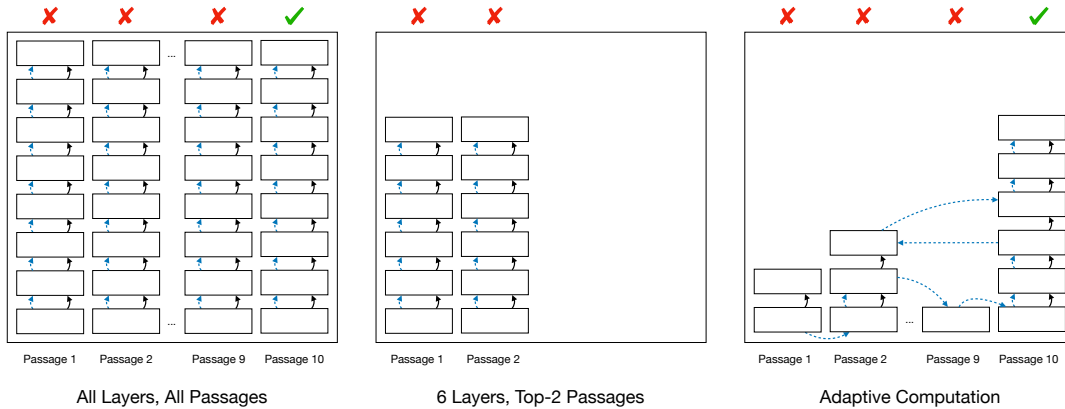 ...
...
...
Passage 1 Passage 2 Passage 9 Passage 10
Passage 1 Passage 2
Passage 1 Passage 2 Passage 9 Passage 10
All Layers, All Passages
6 Layers, Top-2 Passages
Adaptive Computation